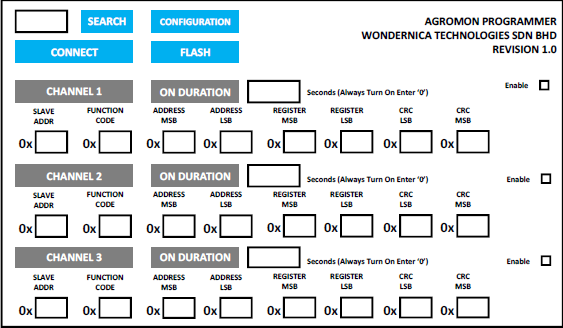 SEARCH CONFIGURATION AGROMON PROGRAMMER
WONDERNICA TECHNOLOGIES SDN BHD
CONNECT FLASH REVISION 1.0
CHANNEL 1 ON DURATION Seconds (Always Turn On Enter ‘0’) Enable
SLAVE ADDR FUNCTION CODE ADDRESS MSB ADDRESS LSB REGISTER MSB REGISTER LSB CRC LSB CRC MSB
0x 0x 0x 0x 0x 0x 0x 0x
CHANNEL 2 ON DURATION Seconds (Always Turn On Enter ‘0’) Enable
SLAVE ADDR FUNCTION CODE ADDRESS MSB ADDRESS LSB REGISTER MSB REGISTER LSB CRC LSB CRC MSB
0x 0x 0x 0x 0x 0x 0x 0x
CHANNEL 3 ON DURATION Seconds (Always Turn On Enter ‘0’) Enable
SLAVE ADDR FUNCTION CODE ADDRESS MSB ADDRESS LSB REGISTER MSB REGISTER LSB CRC LSB CRC MSB
0x 0x 0x 0x 0x 0x 0x 0x